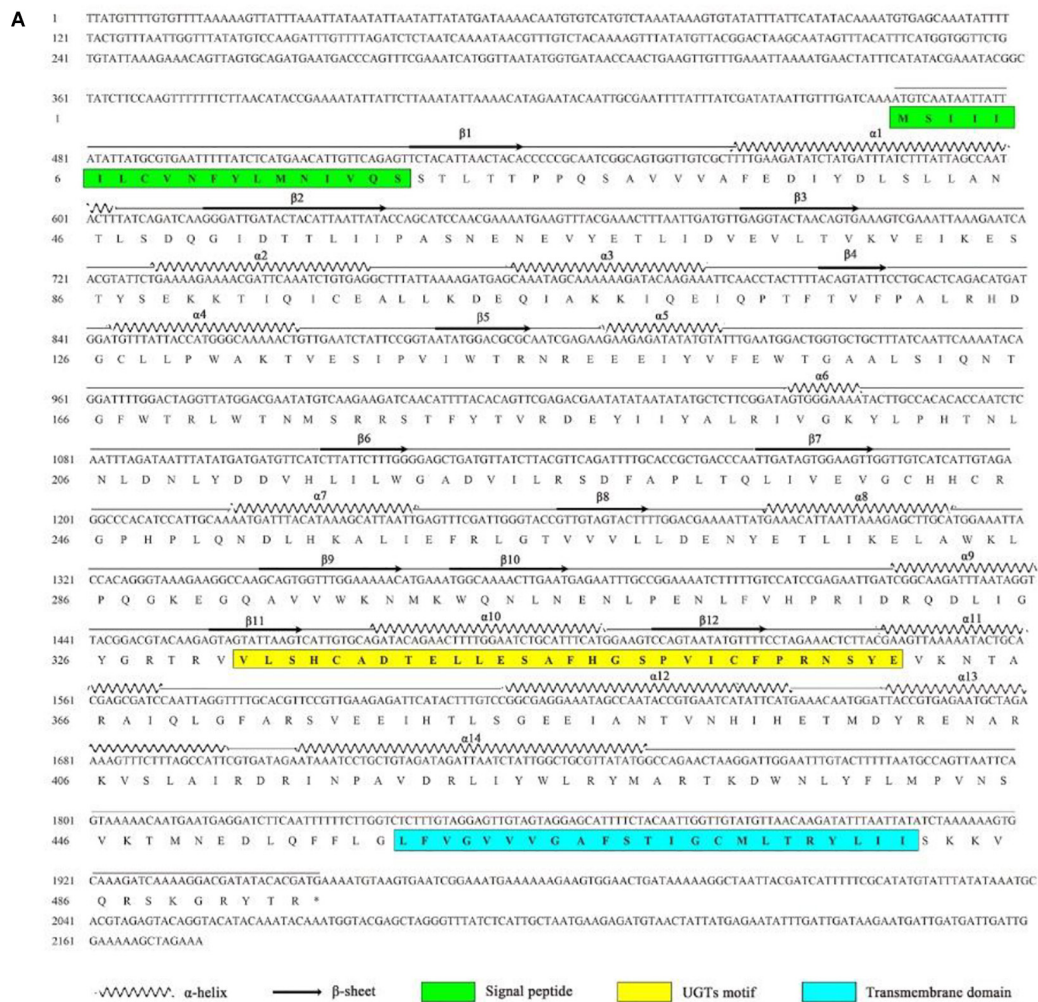 A
1 TTATGTTTTGTGTTTTAAAAAGTTATTTAAATTATAATATTAATATTATATGATAAAACAATGTGTCATGTCTAAATAAAGTGTATATTTATTCATATACAAAATGTGAGCAAATATTTT
121 TACTGTTTAATTGGTTTATATGTCCAAGATTTGTTTTAGATCTCTAATCAAAATAACGTTTGTCTACAAAAGTTTATATGTTACGGACTAAGCAATAGTTTACATTTCATGGTGGTTCTG
241 TGTATTAAAGAAACAGTTAGTGCAGATGAATGACCCAGTTTCGAAATCATGGTTAATATGGTGATAACCAACTGAAGTTGTTTGAAATTAAAATGAACTATTTCATATACGAAATACGGC
361 TATCTTCCAAGTTTTTTTCTTAACATACCGAAAATATTATTCTTAAATATTAAAACATAGAATACAATTGCGAATTTTATTTATCGATATAATTGTTTGATCAAAATGTCAATAATTATT
1 M S I I I
β1 α1
481 ATATTATGCGTGAATTTTTATCTCATGAACATTGTTCAGAGTTCTACATTAACTACACCCCCGCAATCGGCAGTGGTTGTCGCTTTTGAAGATATCTATGATTTATCTTTATTAGCCAAT
6 I L C V N F Y L M N I V Q S S T L T T P P Q S A V V V A F E D I Y D L S L L A N
β2 β3
601 ACTTTATCAGATCAAGGGATTGATACTACATTAATTATACCAGCATCCAACGAAAATGAAGTTTACGAAACTTTAATTGATGTTGAGGTACTAACAGTGAAAGTCGAAATTAAAGAATCA
46 T L S D Q G I D T T L I I P A S N E N E V Y E T L I D V E V L T V K V E I K E S
α2 α3 β4
721 ACGTATTCTGAAAAGAAAACGATTCAAATCTGTGAGGCTTTATTAAAAGATGAGCAAATAGCAAAAAAGATACAAGAAATTCAACCTACTTTTACAGTATTTCCTGCACTCAGACATGAT
86 T Y S E K K T I Q I C E A L L K D E Q I A K K I Q E I Q P T F T V F P A L R H D
α4 β5 α5
841 GGATGTTTATTACCATGGGCAAAAACTGTTGAATCTATTCCGGTAATATGGACGCGCAATCGAGAAGAAGAGATATATGTATTTGAATGGACTGGTGCTGCTTTATCAATTCAAAATACA
126 G C L L P W A K T V E S I P V I W T R N R E E E I Y V F E W T G A A L S I Q N T
α6
961 GGATTTTGGACTAGGTTATGGACGAATATGTCAAGAAGATCAACATTTTACACAGTTCGAGACGAATATATAATATATGCTCTTCGGATAGTGGGAAAATACTTGCCACACACCAATCTC
166 G F W T R L W T N M S R R S T F Y T V R D E Y I I Y A L R I V G K Y L P H T N L
β6 β7
1081 AATTTAGATAATTTATATGATGATGTTCATCTTATTCTTTGGGGAGCTGATGTTATCTTACGTTCAGATTTTGCACCGCTGACCCAATTGATAGTGGAAGTTGGTTGTCATCATTGTAGA
206 N L D N L Y D D V H L I L W G A D V I L R S D F A P L T Q L I V E V G C H H C R
α7 β8 α8
1201 GGCCCACATCCATTGCAAAATGATTTACATAAAGCATTAATTGAGTTTCGATTGGGTACCGTTGTAGTACTTTTGGACGAAAATTATGAAACATTAATTAAAGAGCTTGCATGGAAATTA
246 G P H P L Q N D L H K A L I E F R L G T V V V L L D E N Y E T L I K E L A W K L
β9 β10 α9
1321 CCACAGGGTAAAGAAGGCCAAGCAGTGGTTTGGAAAAACATGAAATGGCAAAACTTGAATGAGAATTTGCCGGAAAATCTTTTTGTCCATCCGAGAATTGATCGGCAAGATTTAATAGGT
286 P Q G K E G Q A V V W K N M K W Q N L N E N L P E N L F V H P R I D R Q D L I G
β11 α10 β12 α11
1441 TACGGACGTACAAGAGTAGTATTAAGTCATTGTGCAGATACAGAACTTTTGGAATCTGCATTTCATGGAAGTCCAGTAATATGTTTTCCTAGAAACTCTTACGAAGTTAAAAATACTGCA
326 Y G R T R V V L S H C A D T E L L E S A F H G S P V I C F P R N S Y E V K N T A
α12 α13
1561 CGAGCGATCCAATTAGGTTTTGCACGTTCCGTTGAAGAGATTCATACTTTGTCCGGCGAGGAAATAGCCAATACCGTGAATCATATTCATGAAACAATGGATTACCGTGAGAATGCTAGA
366 R A I Q L G F A R S V E E I H T L S G E E I A N T V N H I H E T M D Y R E N A R
α14
1681 AAAGTTTCTTTAGCCATTCGTGATAGAATAAATCCTGCTGTAGATAGATTAATCTATTGGCTGCGTTATATGGCCAGAACTAAGGATTGGAATTTGTACTTTTTAATGCCAGTTAATTCA
406 K V S L A I R D R I N P A V D R L I Y W L R Y M A R T K D W N L Y F L M P V N S
1801 GTAAAAACAATGAATGAGGATCTTCAATTTTTTCTTGGTCTCTTTGTAGGAGTTGTAGTAGGAGCATTTTCTACAATTGGTTGTATGTTAACAAGATATTTAATTATATCTAAAAAAGTG
446 V K T M N E D L Q F F L G L F V G V V V G A F S T I G C M L T R Y L I I S K K V
1921 CAAAGATCAAAAGGACGATATACACGATGAAAATGTAAGTGAATCGGAAATGAAAAAAGAAGTGGAACTGATAAAAAGGCTAATTACGATCATTTTTCGCATATGTATTTATATAAATGC
486 Q R S K G R Y T R *
2041 ACGTAGAGTACAGGTACATACAAATACAAATGGTACGAGCTAGGGTTTATCTCATTGCTAATGAAGAGATGTAACTATTATGAGAATATTTGATTGATAAGAATGATTGATGATGATTG
2161 GAAAAAGCTAGAAA
α-helix β-sheet Signal peptide UGTs motif Transmembrane domain